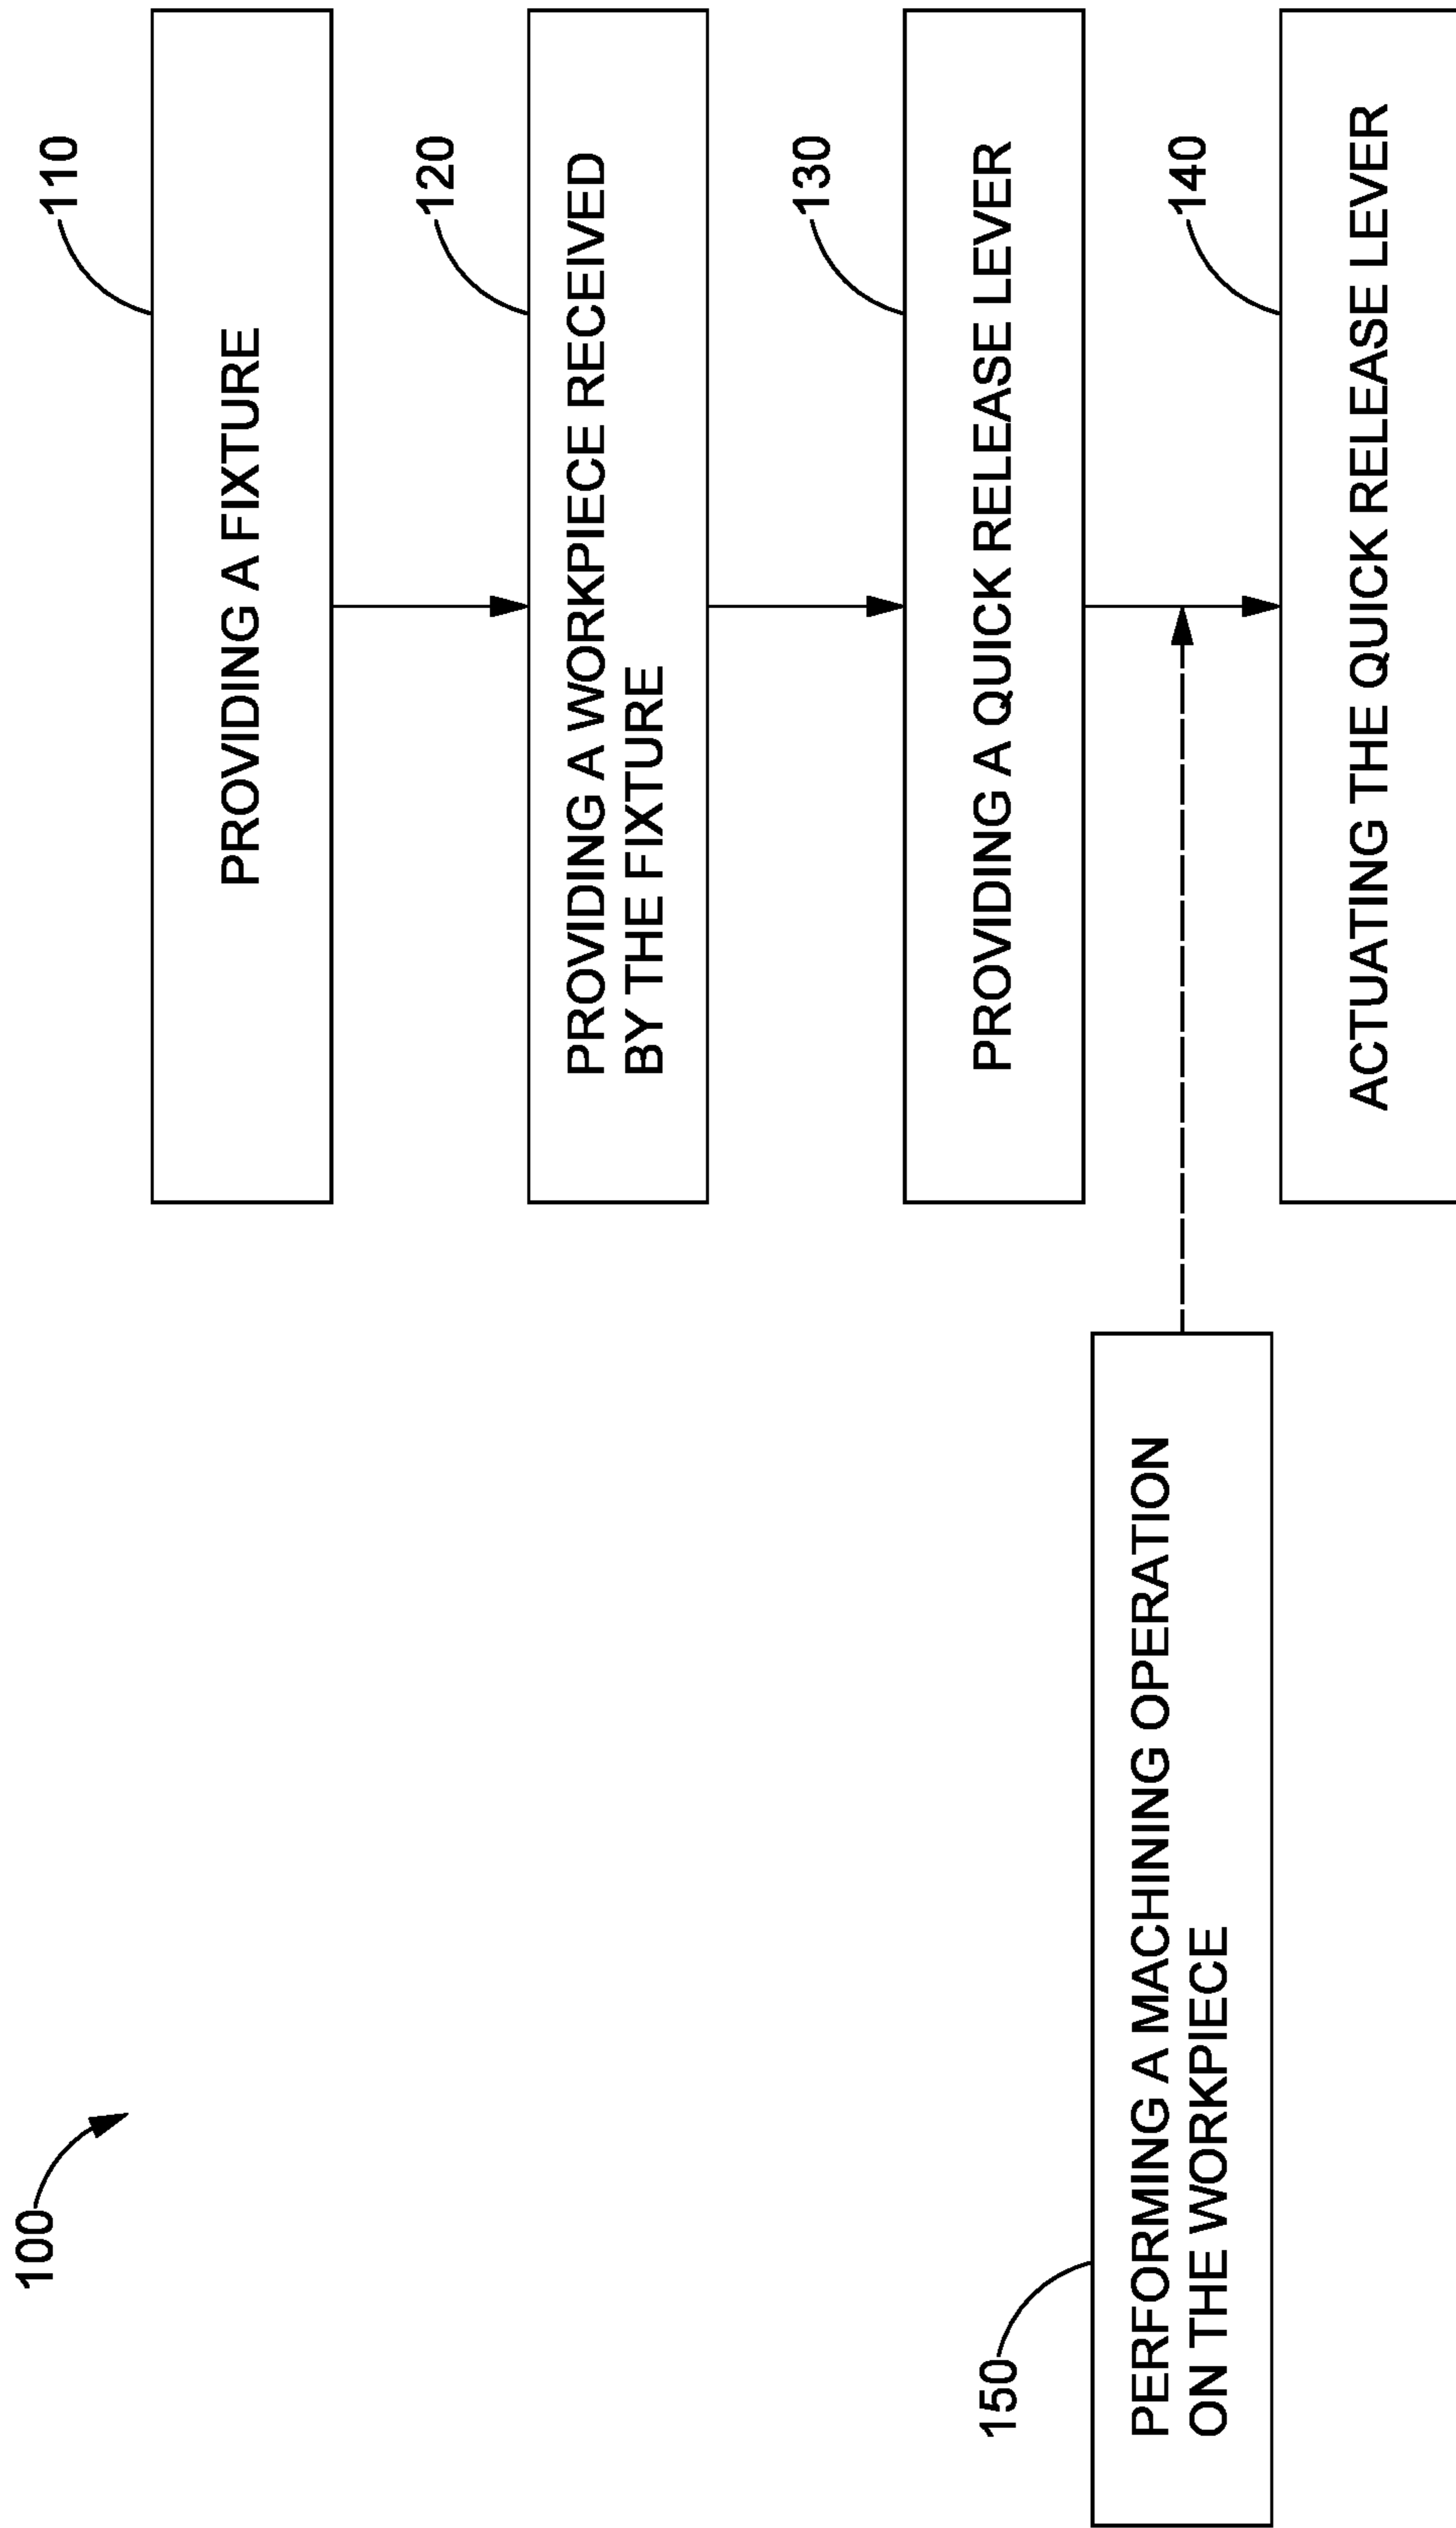 100
110
PROVIDING A FIXTURE
120
PROVIDING A WORKPIECE RECEIVED
BY THE FIXTURE
130
PROVIDING A QUICK RELEASE LEVER
150
PERFORMING A MACHINING OPERATION
ON THE WORKPIECE
140
ACTUATING THE QUICK RELEASE LEVER